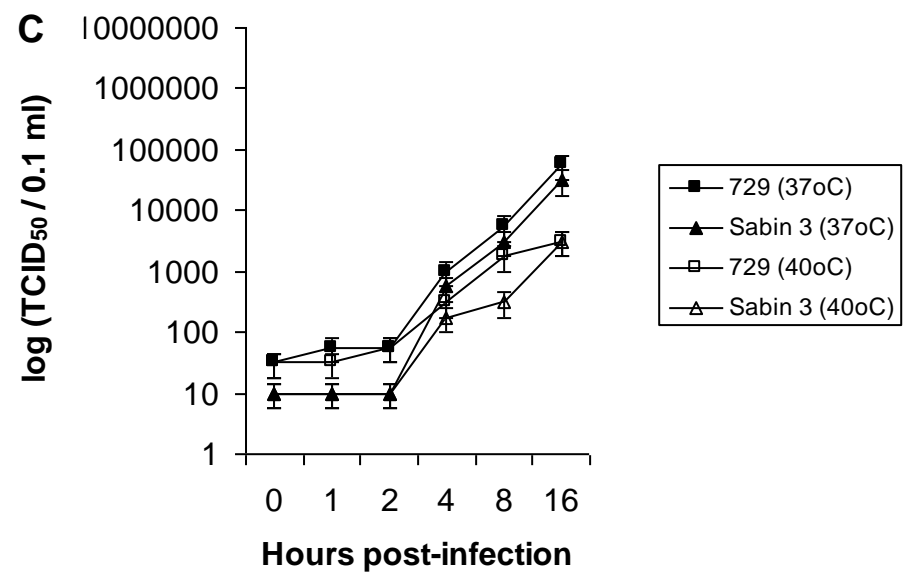 C
10000000
1000000
100000
10000
1000
100
10
1
log (TCID50 / 0.1 ml)
0 1 2 4 8 16
Hours post-infection
729 (37oC)
Sabin 3 (37oC)
729 (40oC)
Sabin 3 (40oC)